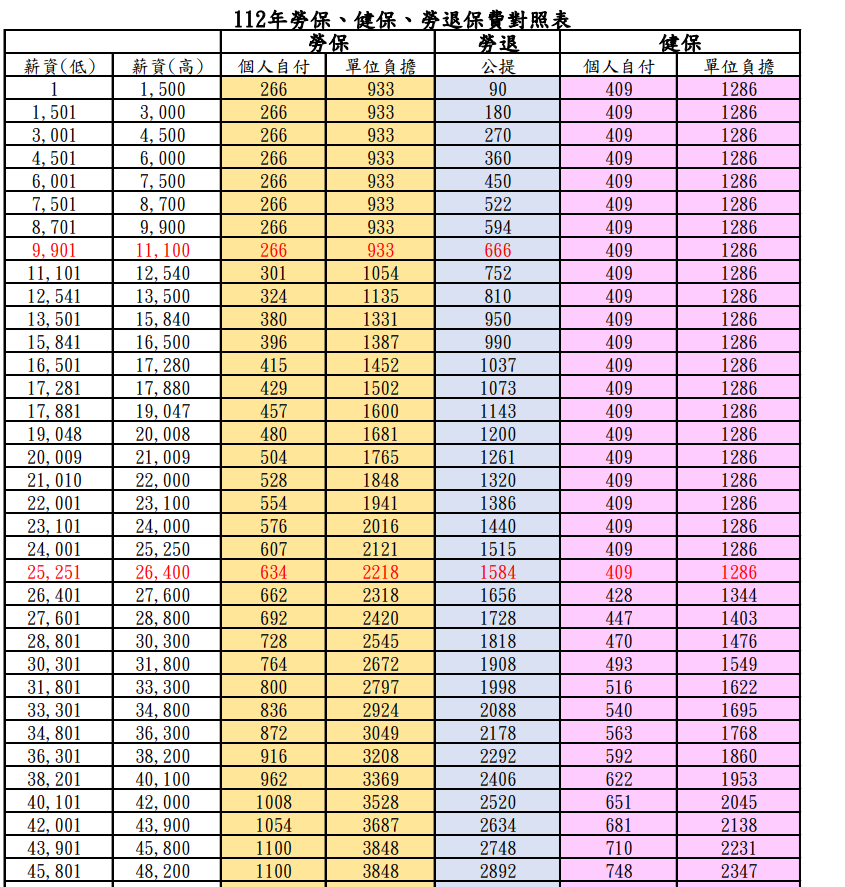 112年勞保、健保、勞退保費對照表
勞保 勞退 健保
薪資(低) 薪資(高) 個人自付 單位負擔 公提 個人自付 單位負擔
1 1,500 266 933 90 409 1286
1,501 3,000 266 933 180 409 1286
3,001 4,500 266 933 270 409 1286
4,501 6,000 266 933 360 409 1286
6,001 7,500 266 933 450 409 1286
7,501 8,700 266 933 522 409 1286
8,701 9,900 266 933 594 409 1286
9,901 11,100 266 933 666 409 1286
11,101 12,540 301 1054 752 409 1286
12,541 13,500 324 1135 810 409 1286
13,501 15,840 380 1331 950 409 1286
15,841 16,500 396 1387 990 409 1286
16,501 17,280 415 1452 1037 409 1286
17,281 17,880 429 1502 1073 409 1286
17,881 19,047 457 1600 1143 409 1286
19,048 20,008 480 1681 1200 409 1286
20,009 21,009 504 1765 1261 409 1286
21,010 22,000 528 1848 1320 409 1286
22,001 23,100 554 1941 1386 409 1286
23,101 24,000 576 2016 1440 409 1286
24,001 25,250 607 2121 1515 409 1286
25,251 26,400 634 2218 1584 409 1286
26,401 27,600 662 2318 1656 428 1344
27,601 28,800 692 2420 1728 447 1403
28,801 30,300 728 2545 1818 470 1476
30,301 31,800 764 2672 1908 493 1549
31,801 33,300 800 2797 1998 516 1622
33,301 34,800 836 2924 2088 540 1695
34,801 36,300 872 3049 2178 563 1768
36,301 38,200 916 3208 2292 592 1860
38,201 40,100 962 3369 2406 622 1953
40,101 42,000 1008 3528 2520 651 2045
42,001 43,900 1054 3687 2634 681 2138
43,901 45,800 1100 3848 2748 710 2231
45,801 48,200 1100 3848 2892 748 2347